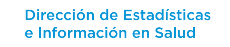 Dirección de Estadísticas
e Información en Salud